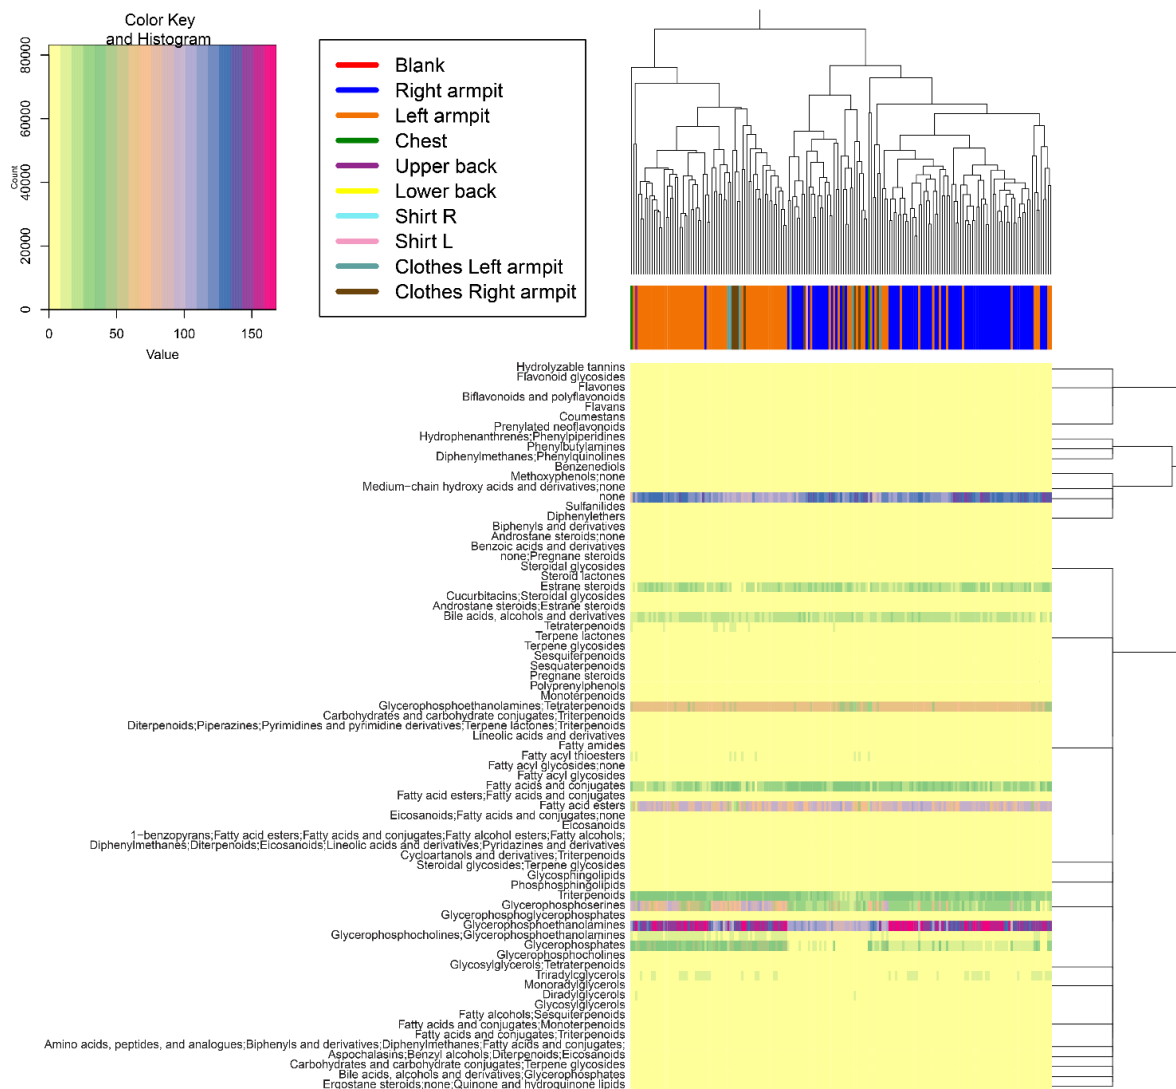 Color Key
and Histogram
Count
0
20000
40000
60000
80000
0
50
100
150
Value
Blank
Right armpit
Left armpit
Chest
Upper back
Lower back
Shirt R
Shirt L
Clothes Left armpit
Clothes Right armpit
Hydrolyzable tannins
Flavonoid glycosides
Flavones
Biflavonoids and polyflavonoids
Flavans
Coumestans
Prenylated neoflavonoids
Hydrophenanthrenes;Phenylpiperidines
Phenylbutylamines
Diphenylmethanes;Phenylquinolines
Benzenediols
Methoxyphenols;none
Medium−chain hydroxy acids and derivatives;none
none
Sulfanilides
Diphenylethers
Biphenyls and derivatives
Androstane steroids;none
Benzoic acids and derivatives
none;Pregnane steroids
Steroidal glycosides
Steroid lactones
Estrane steroids
Cucurbitacins;Steroidal glycosides
Androstane steroids;Estrane steroids
Bile acids, alcohols and derivatives
Tetraterpenoids
Terpene lactones
Terpene glycosides
Sesquiterpenoids
Sesquaterpenoids
Pregnane steroids
Polyprenylphenols
Monoterpenoids
Glycerophosphoethanolamines;Tetraterpenoids
Carbohydrates and carbohydrate conjugates;Triterpenoids
Diterpenoids;Piperazines;Pyrimidines and pyrimidine derivatives;Terpene lactones;Triterpenoids
Lineolic acids and derivatives
Fatty amides
Fatty acyl thioesters
Fatty acyl glycosides;none
Fatty acyl glycosides
Fatty acids and conjugates
Fatty acid esters;Fatty acids and conjugates
Fatty acid esters
Eicosanoids;Fatty acids and conjugates;none
Eicosanoids
1−benzopyrans;Fatty acid esters;Fatty acids and conjugates;Fatty alcohol esters;Fatty alcohols;
Diphenylmethanes;Diterpenoids;Eicosanoids;Lineolic acids and derivatives;Pyridazines and derivatives
Cycloartanols and derivatives;Triterpenoids
Steroidal glycosides;Terpene glycosides
Glycosphingolipids
Phosphosphingolipids
Triterpenoids
Glycerophosphoserines
Glycerophosphoglycerophosphates
Glycerophosphoethanolamines
Glycerophosphocholines;Glycerophosphoethanolamines
Glycerophosphates
Glycerophosphocholines
Glycosylglycerols;Tetraterpenoids
Triradylcglycerols
Monoradylglycerols
Diradylglycerols
Glycosylglycerols
Fatty alcohols;Sesquiterpenoids
Fatty acids and conjugates;Monoterpenoids
Fatty acids and conjugates;Triterpenoids
Amino acids, peptides, and analogues;Biphenyls and derivatives;Diphenylmethanes;Fatty acids and conjugates;
Aspochalasins;Benzyl alcohols;Diterpenoids;Eicosanoids
Carbohydrates and carbohydrate conjugates;Terpene glycosides
Bile acids, alcohols and derivatives;Glycerophosphates
Ergostane steroids;none;Quinone and hydroquinone lipids